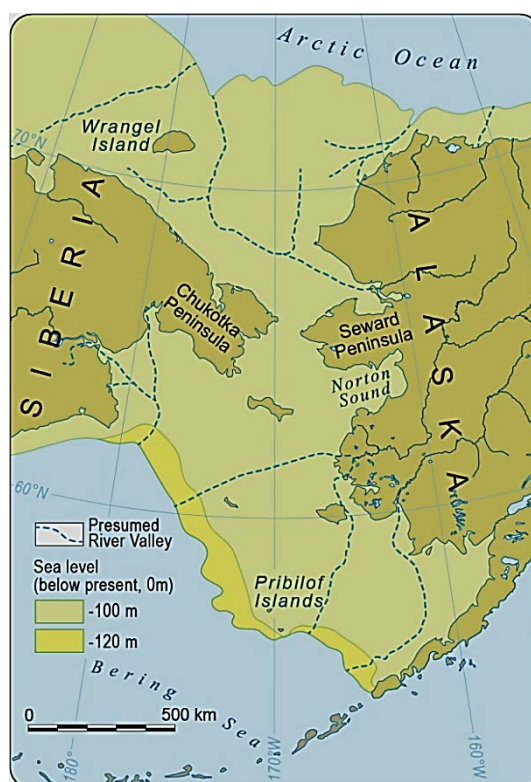 Arctic Ocean
Wrangel
Island
70°N
SIBERIA
ALASKA
Chukotka
Peninsula
Seward
Peninsula
Norton
Sound
60°N
Presumed
River Valley
Sea level
(below present, 0m)
-100 m
-120 m
Pribilof
Islands
Bering Sea
0 500 km
180°
170°W
160°W